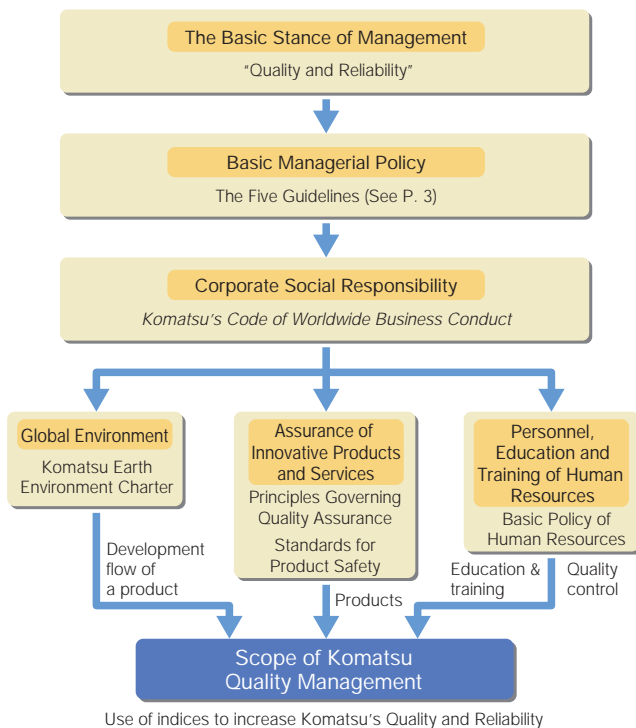 The Basic Stance of Management
“Quality and Reliability”
Basic Managerial Policy
The Five Guidelines (See P. 3)
Corporate Social Responsibility
Komatsu’s Code of Worldwide Business Conduct
Global Environment
Komatsu Earth
Environment Charter
Assurance of
Innovative Products
and Services
Principles Governing
Quality Assurance
Standards for
Product Safety
Personnel,
Education and
Training of Human
Resources
Basic Policy of
Human Resources
Development
flow of
a product
Products
Education &
training
Quality
control
Scope of Komatsu
Quality Management
Use of indices to increase Komatsu’s Quality and Reliability